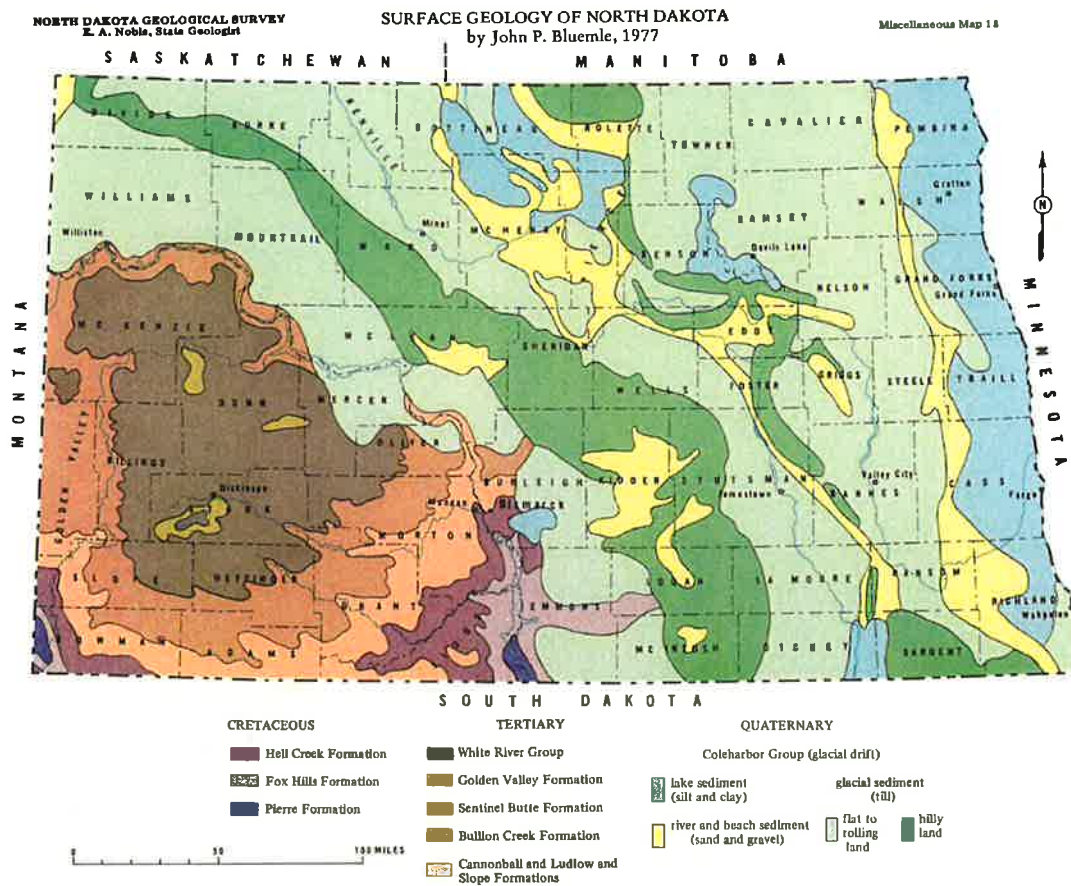 NORTH DAKOTA GEOLOGICAL SURVEY
E. A. Noble, State Geologist
SURFACE GEOLOGY OF NORTH DAKOTA
by John P. Bluemle, 1977
Miscellaneous Map 18
SASKATCHEWAN
MANITOBA
DIVIDE
BURKE
RENVILLE
BOTTINEAU
ROLETTE
TOWNER
CAVALIER
PEMBINA
WILLIAMS
Williston
MOUNTRAIL
WARD
Minot
MCHENRY
BENSON
RAMSEY
Devils Lake
WALSH
Grafton
NELSON
GRAND FORKS
Grand Forks
N
MONTANA
MINNESOTA
MC KENZIE
MC LEAN
SHERIDAN
EDDY
DUNN
MERCER
WELLS
FOSTER
GRIGGS
STEELE
TRAILL
GOLDEN VALLEY
BILLINGS
OLIVER
Dickinson
STARK
Mandan
BURLEIGH
Bismarck
KIDDER
STUTSMAN
Jamestown
Valley City
BARNES
CASS
Fargo
MORTON
SLOPE
HETTINGER
GRANT
EMMONS
LOGAN
LA MOURE
RANSOM
RICHLAND
Wahpeton
BOWMAN
ADAMS
MCINTOSH
DICKEY
SARGENT
SOUTH DAKOTA
CRETACEOUS
Hell Creek Formation
Fox Hills Formation
Pierre Formation
TERTIARY
White River Group
Golden Valley Formation
Sentinel Butte Formation
Bullion Creek Formation
Cannonball and Ludlow and
Slope Formations
QUATERNARY
Coleharbor Group (glacial drift)
lake sediment
(silt and clay)
river and beach sediment
(sand and gravel)
glacial sediment
(till)
flat to
rolling
land
hilly
land
0 50 100 MILES